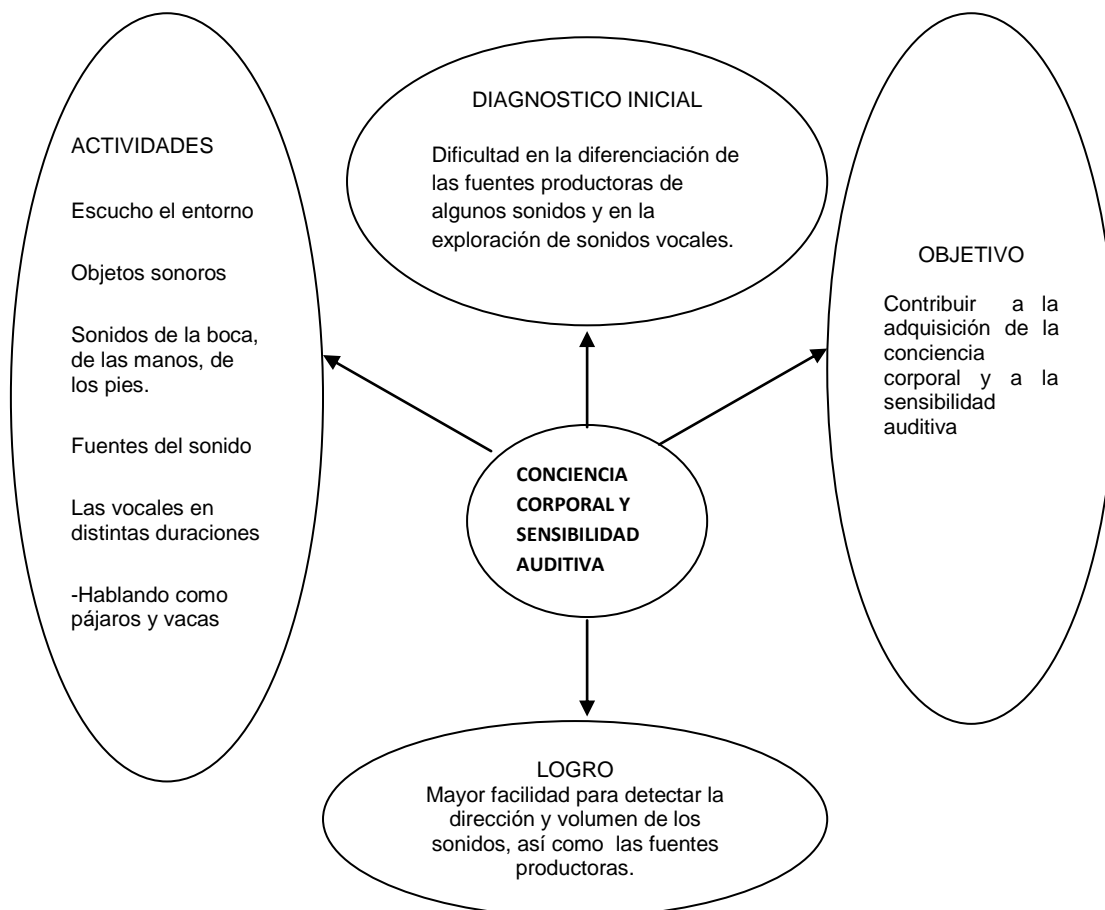 DIAGNOSTICO INICIAL
Dificultad en la diferenciación de
las fuentes productoras de
algunos sonidos y en la
exploración de sonidos vocales.
ACTIVIDADES
Escucho el entorno
Objetos sonoros
Sonidos de la boca,
de las manos, de
los pies.
Fuentes del sonido
Las vocales en
distintas duraciones
-Hablando como
pájaros y vacas
OBJETIVO
Contribuir a la
adquisición de la
conciencia
corporal y a la
sensibilidad
auditiva
CONCIENCIA
CORPORAL Y
SENSIBILIDAD
AUDITIVA
LOGRO
Mayor facilidad para detectar la
dirección y volumen de los
sonidos, así como las fuentes
productoras.